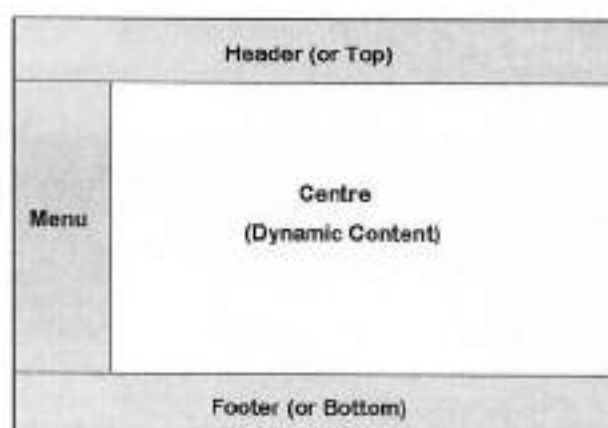 Header (or Top)
Centre
Menu
(Dynamic Content)
Footer (or Bottom)